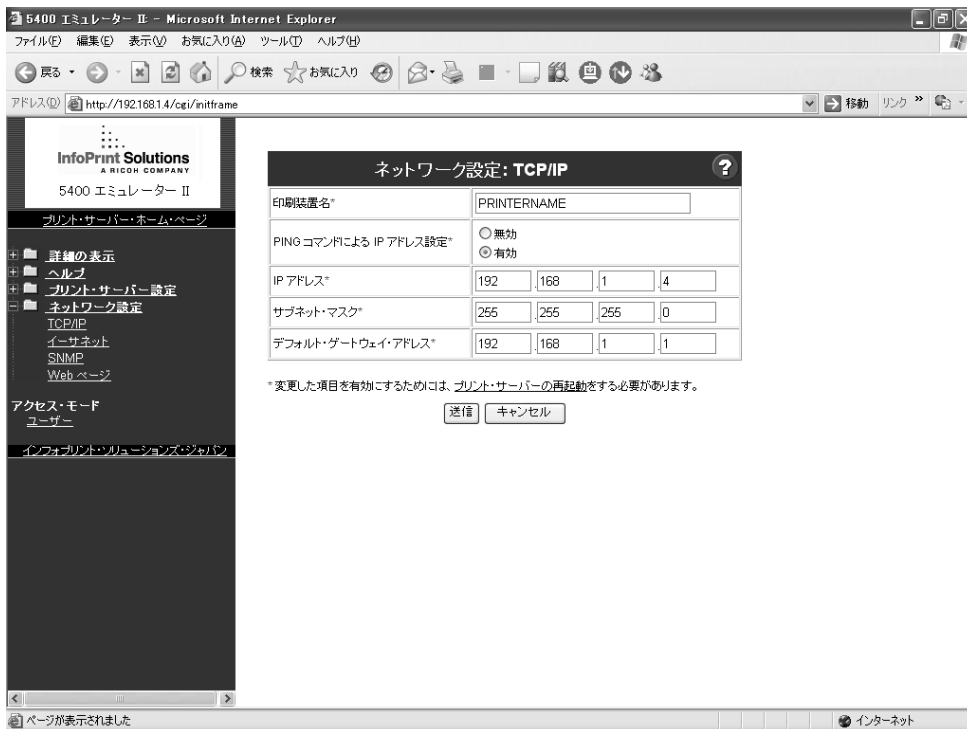 5400 エミュレーター II: - Microsoft Internet Explorer
ファイル(F) 編集(E) 表示(V) お気に入り(A) ツール(T) ヘルプ(H)
戻る 検索 お気に入り
アドレス(D) http://192.168.1.4/cgi/initframe 移動 リンク »
InfoPrint Solutions
A RICOH COMPANY
5400 エミュレーター II
プリント・サーバー・ホーム・ページ
詳細の表示
ヘルプ
プリント・サーバー設定
ネットワーク設定
TCP/IP
イーサネット
SNMP
Web ページ
アクセス・モード
ユーザー
インフォプリント・ソリューションズ・ジャパン
ネットワーク設定: TCP/IP ?
印刷装置名* PRINTERNAME
PING コマンドによる IP アドレス設定* 無効
有効
IP アドレス* 192 .168 .1 .4
サブネット・マスク* 255 .255 .255 .0
デフォルト・ゲートウェイ・アドレス* 192 .168 .1 .1
*変更した項目を有効にするためには、プリント・サーバーの再起動をする必要があります。
送信 キャンセル
ページが表示されました インターネット